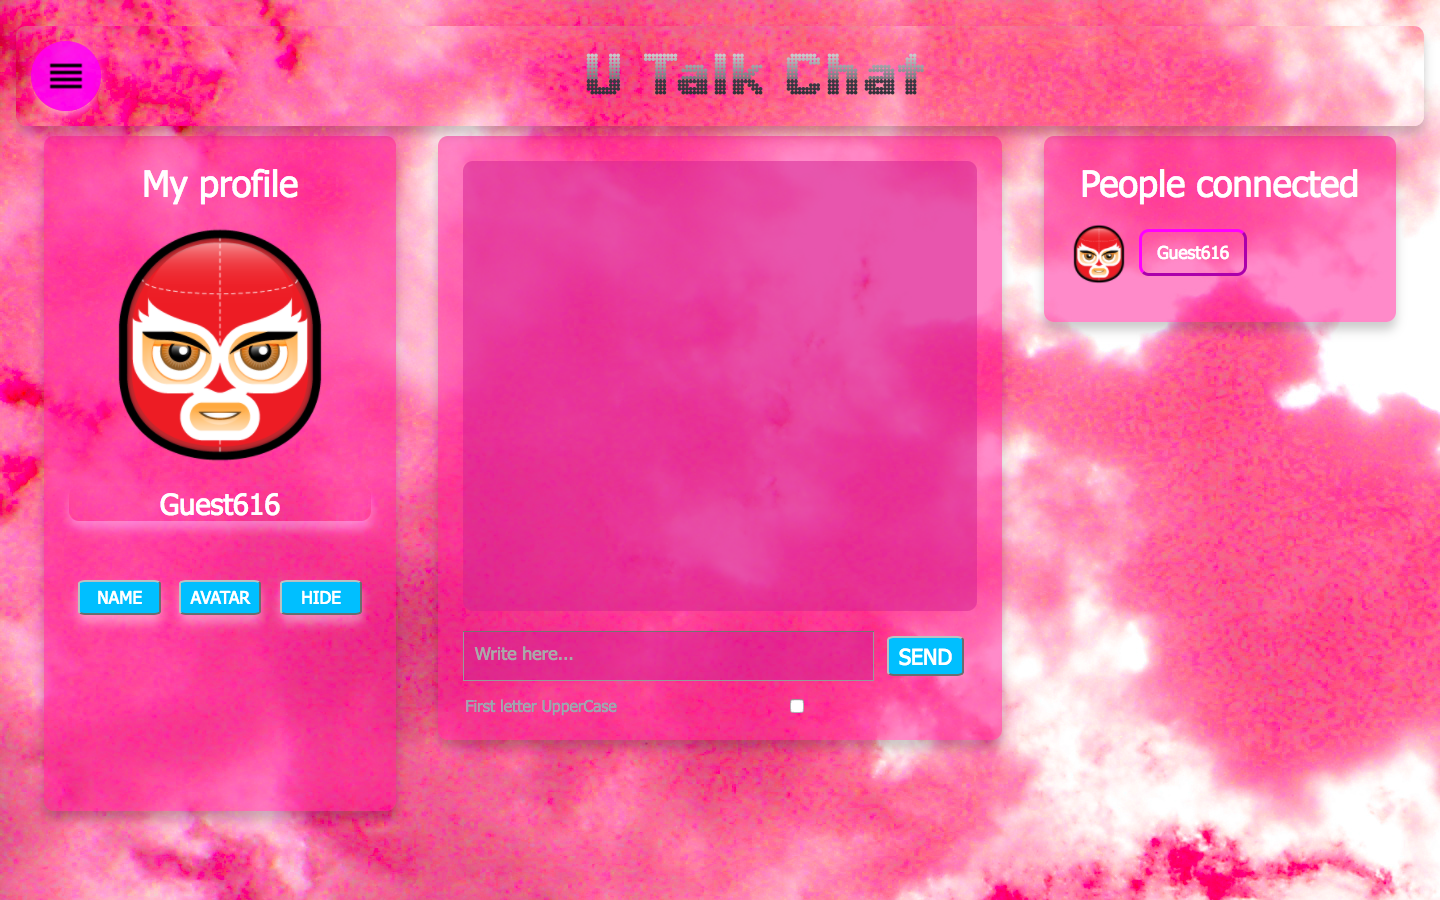 U Talk Chat
My profile
Guest616
NAME AVATAR HIDE
Write here...
SEND
First letter UpperCase
People connected
Guest616